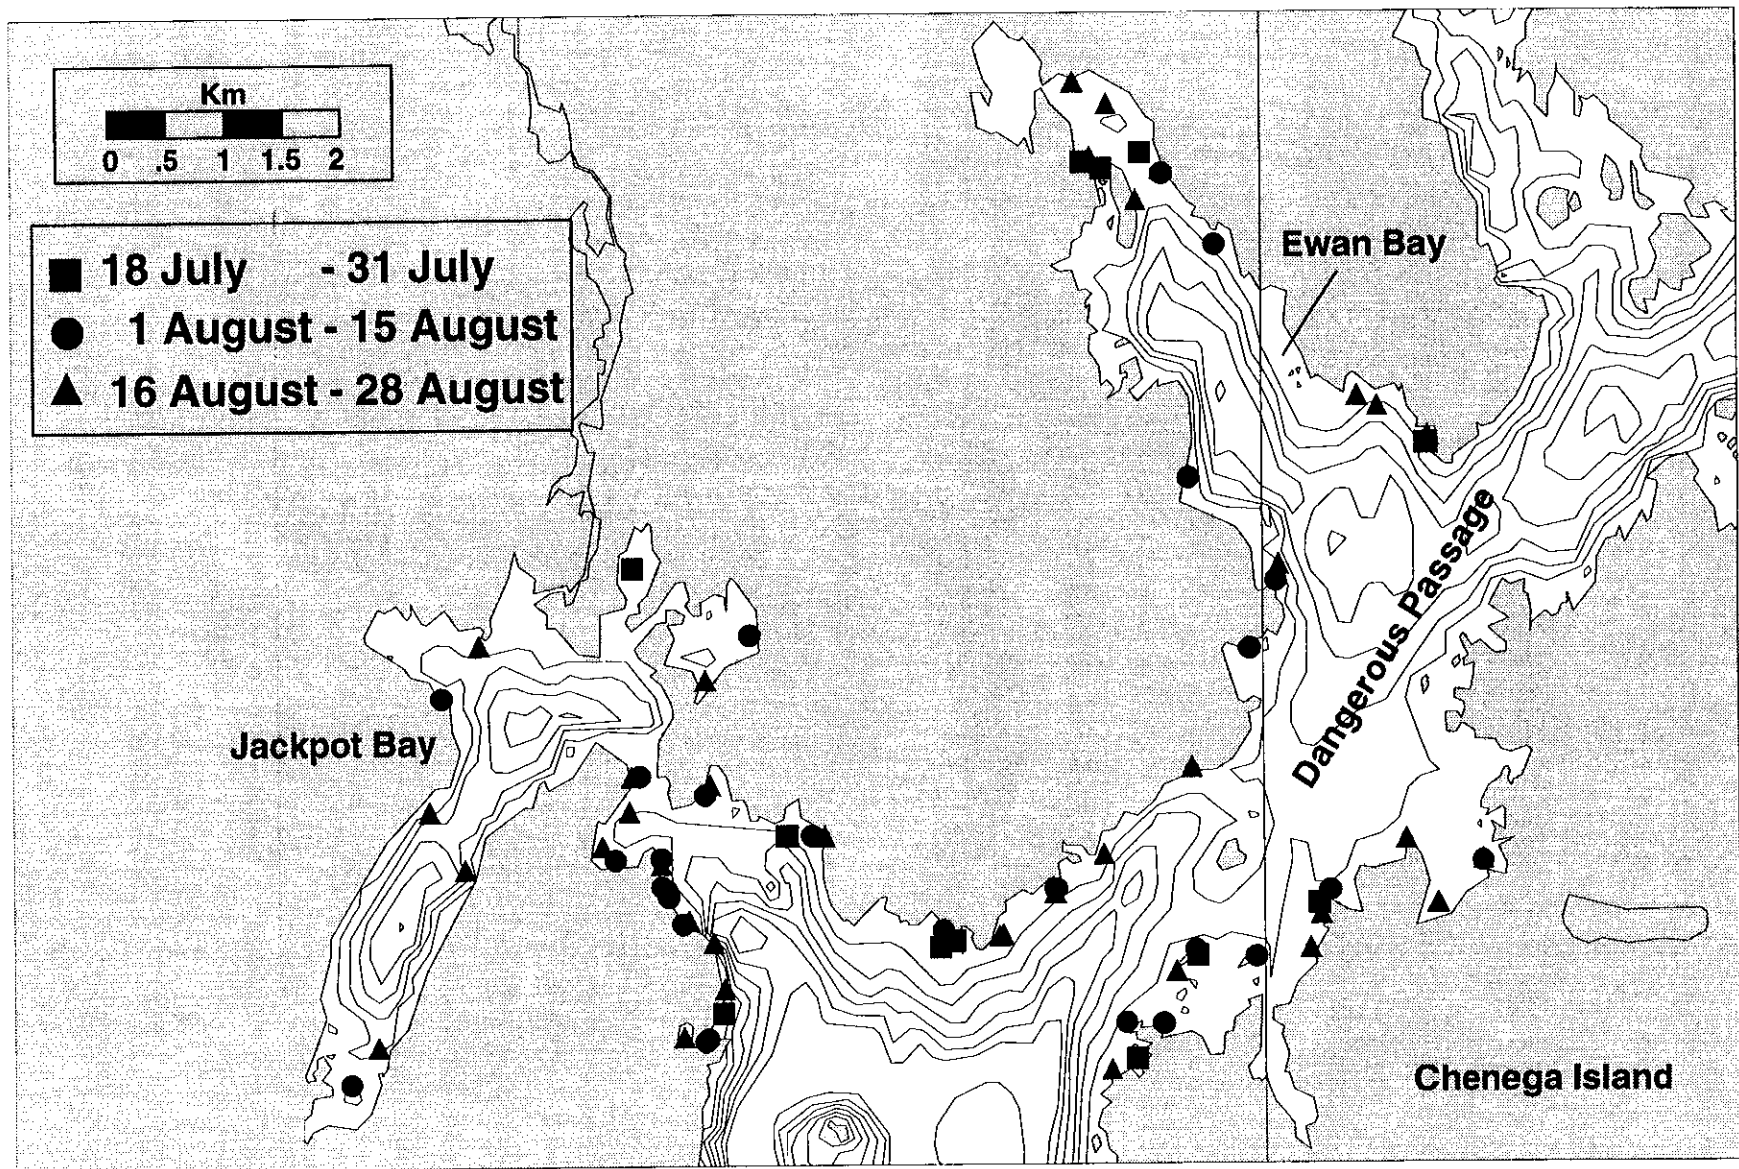 Km
0 .5 1 1.5 2
18 July - 31 July
1 August - 15 August
16 August - 28 August
Ewan Bay
Dangerous Passage
Jackpot Bay
Chenega Island